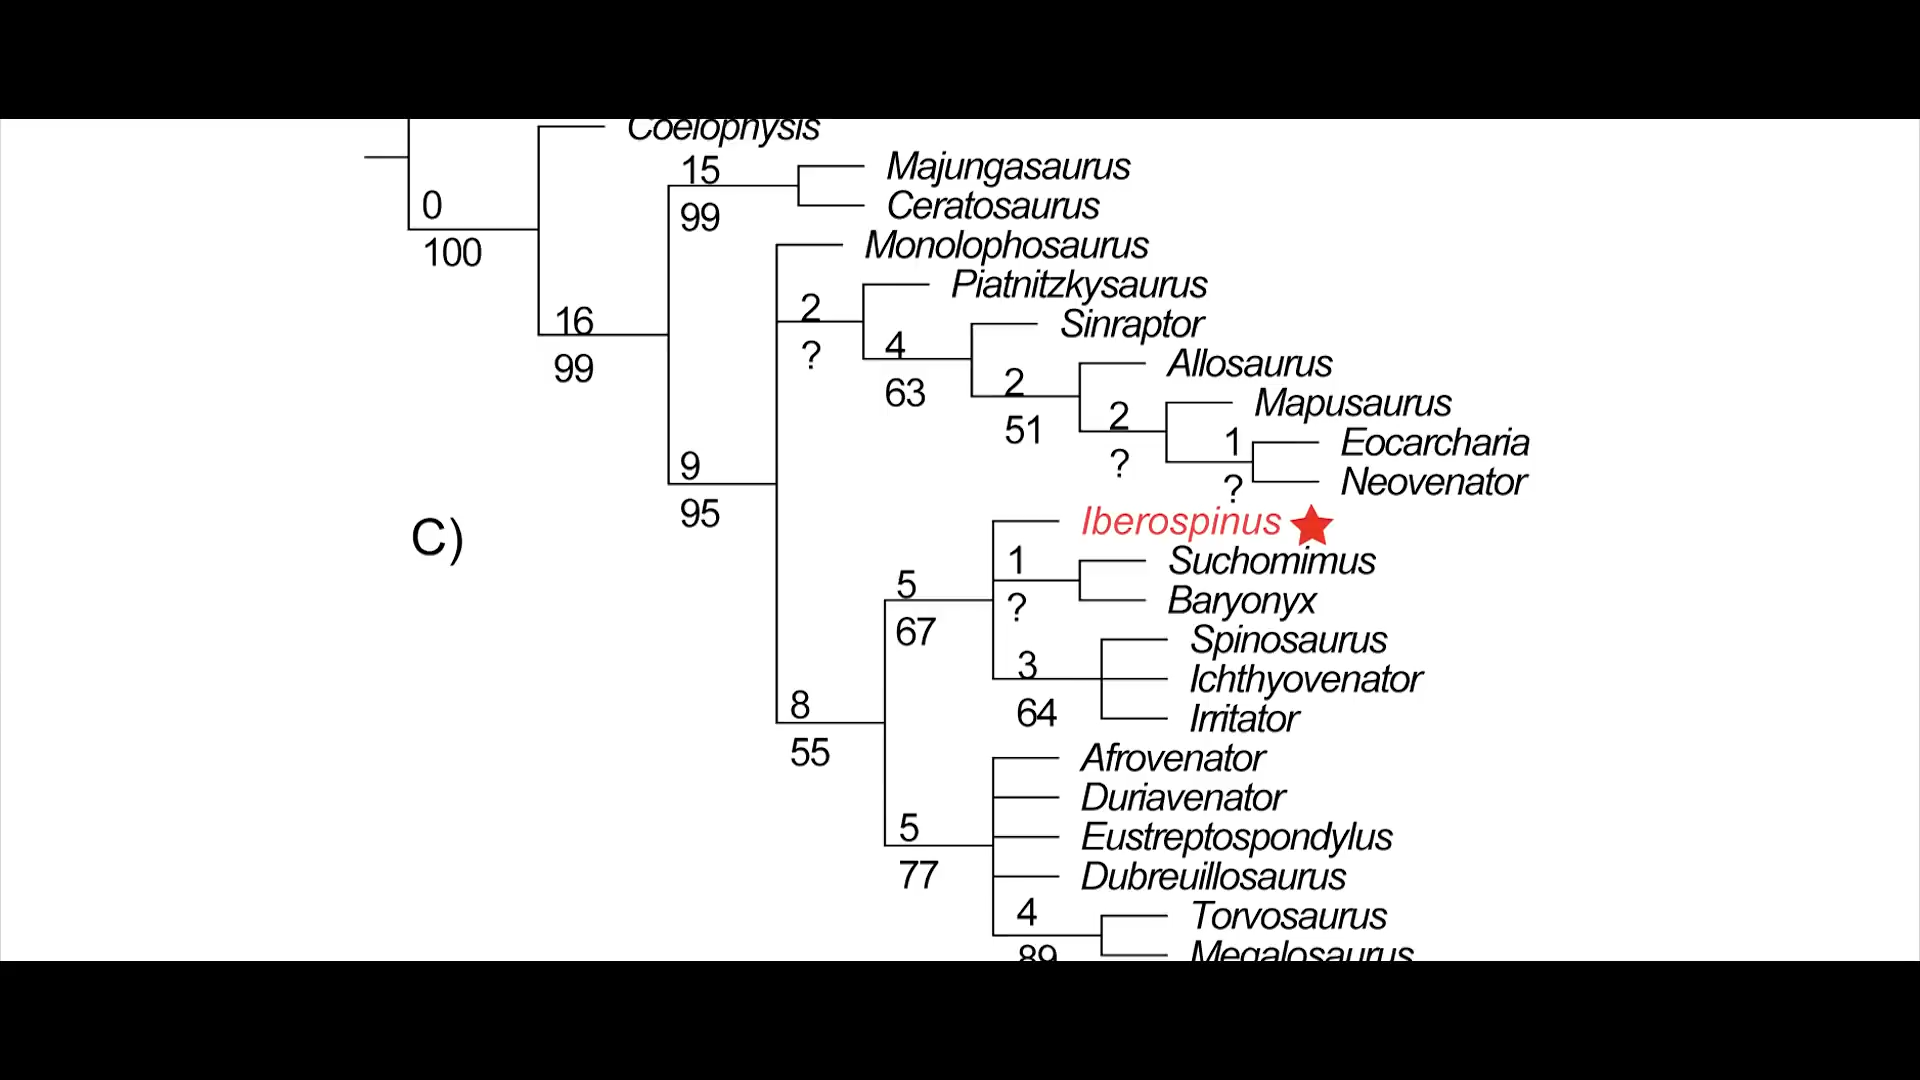 Coelophysis
15
Majungasaurus
99
Ceratosaurus
0
100
Monolophosaurus
Piatnitzkysaurus
2
?
16
99
Sinraptor
4
63
Allosaurus
2
51
Mapusaurus
2
?
Eocarcharia
1
?
Neovenator
9
95
C)
Iberospinus
Suchomimus
1
?
Baryonyx
5
67
Spinosaurus
Ichthyovenator
3
64
Irritator
8
55
Afrovenator
Duriavenator
Eustreptospondylus
5
77
Dubreuillosaurus
Torvosaurus
4
89
Megalosaurus